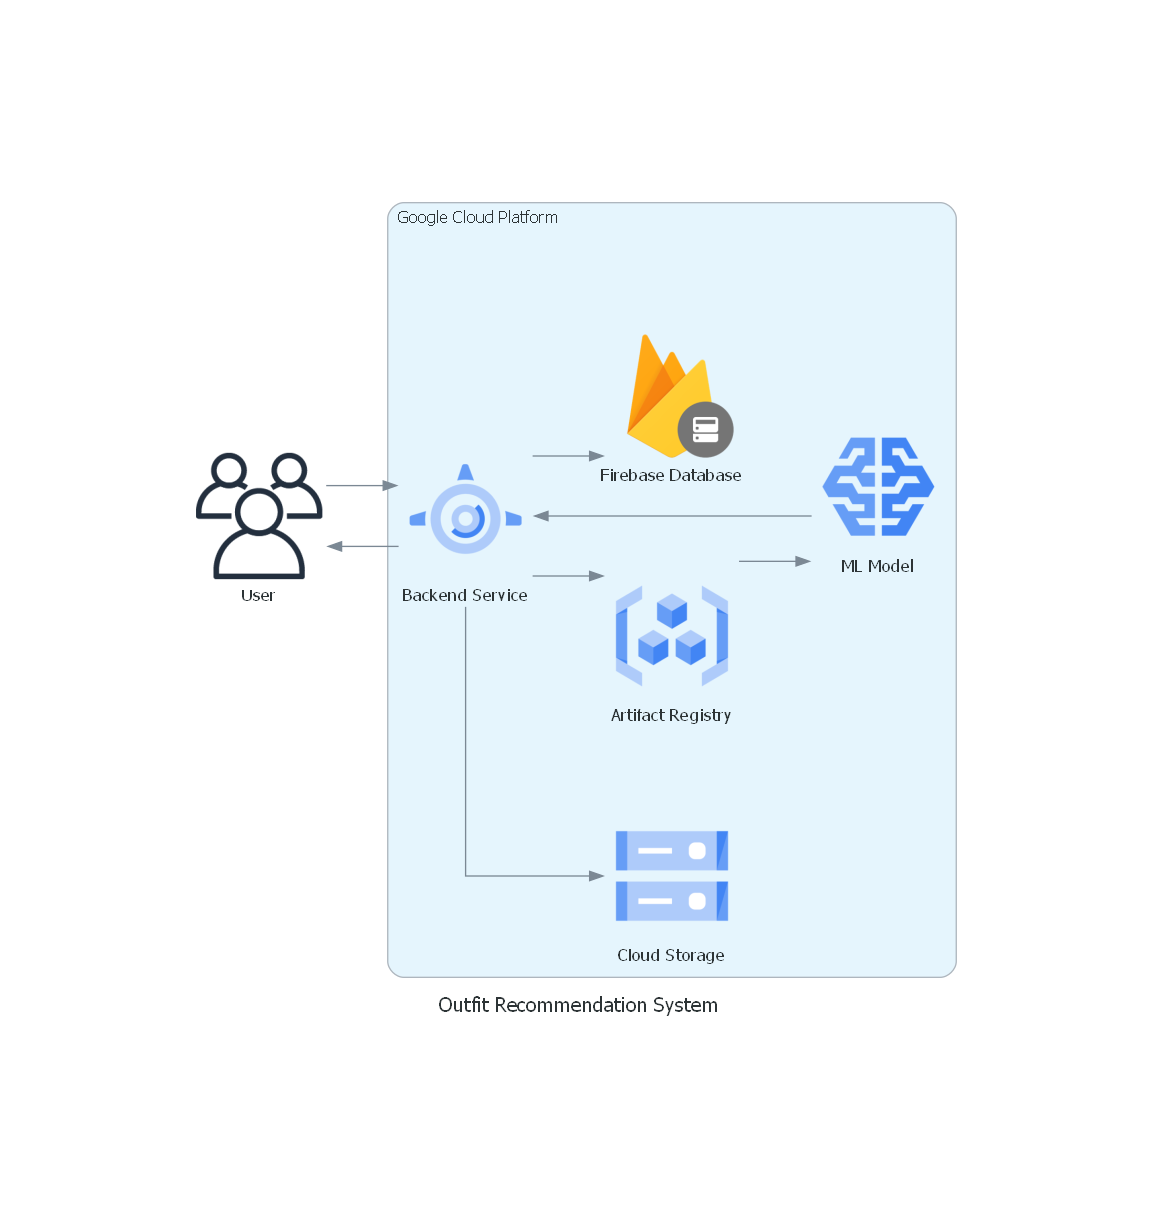 Google Cloud Platform
Firebase Database
ML Model
User
Backend Service
Artifact Registry
Cloud Storage
Outfit Recommendation System